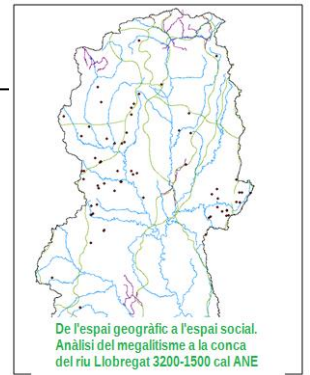 De l'espai geogràfic a l'espai social.
Anàlisi del megalitisme a la conca
del riu Llobregat 3200-1500 cal ANE